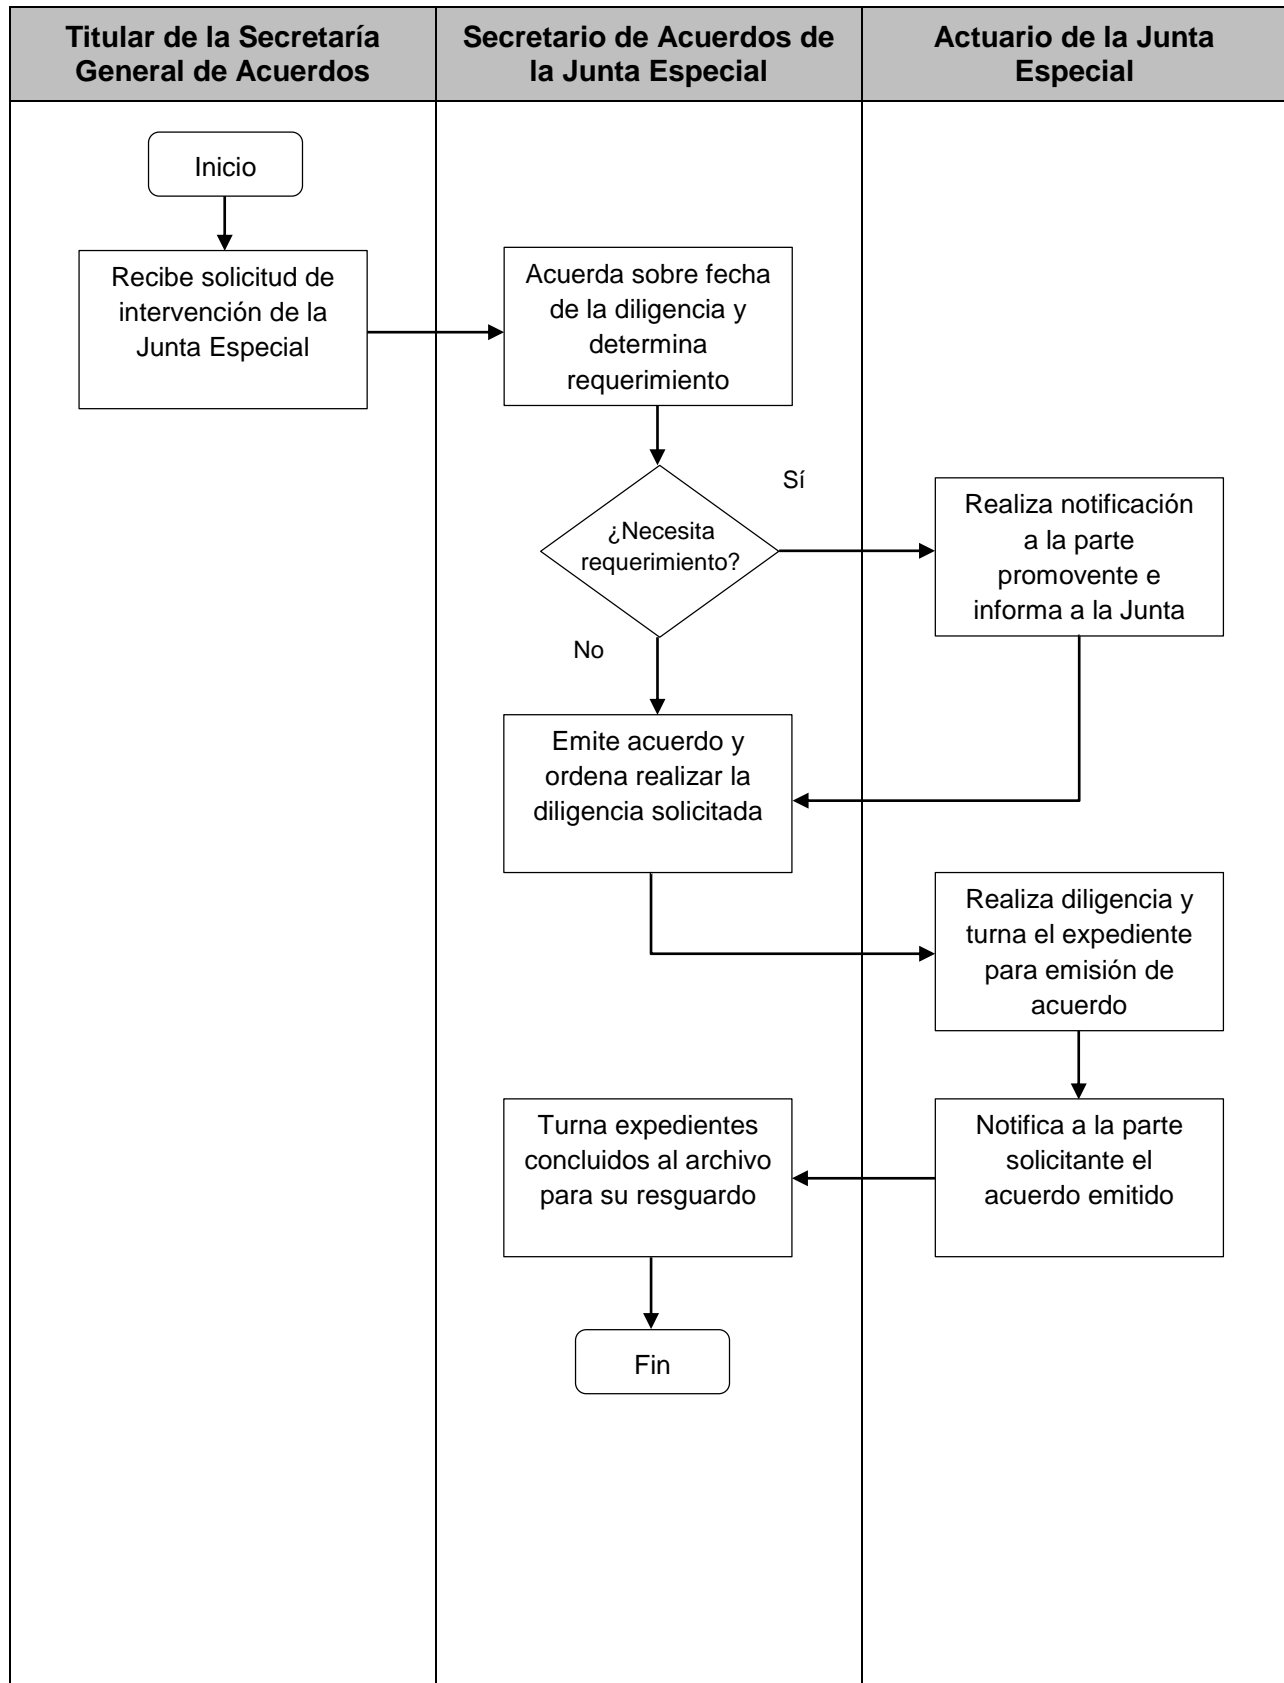 Titular de la Secretaría
General de Acuerdos
Secretario de Acuerdos de
la Junta Especial
Actuario de la Junta
Especial
Inicio
Recibe solicitud de
intervención de la
Junta Especial
Acuerda sobre fecha
de la diligencia y
determina
requerimiento
¿Necesita
requerimiento?
Sí
Realiza notificación
a la parte
promovente e
informa a la Junta
No
Emite acuerdo y
ordena realizar la
diligencia solicitada
Realiza diligencia y
turna el expediente
para emisión de
acuerdo
Notifica a la parte
solicitante el
acuerdo emitido
Turna expedientes
concluidos al archivo
para su resguardo
Fin